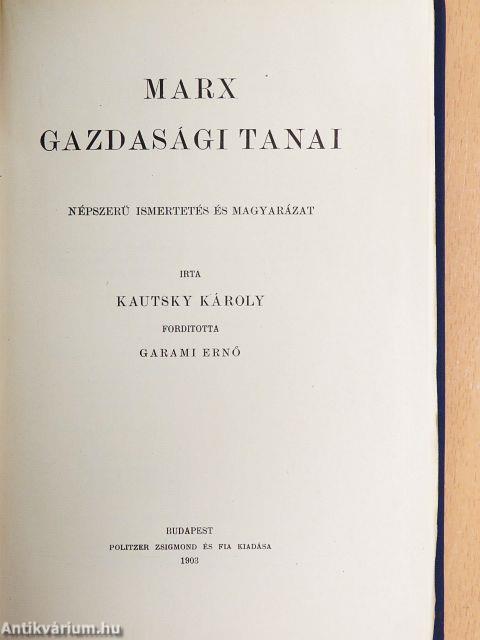 MARX
GAZDASÁGI TANAI
NÉPSZERŰ ISMERTETÉS ÉS MAGYARÁZAT
IRTA
KAUTSKY KÁROLY
FORDITOTTA
GARAMI ERNŐ
BUDAPEST
POLITZER ZSIGMOND ÉS FIA KIADÁSA
1903
Antikvárium.hu